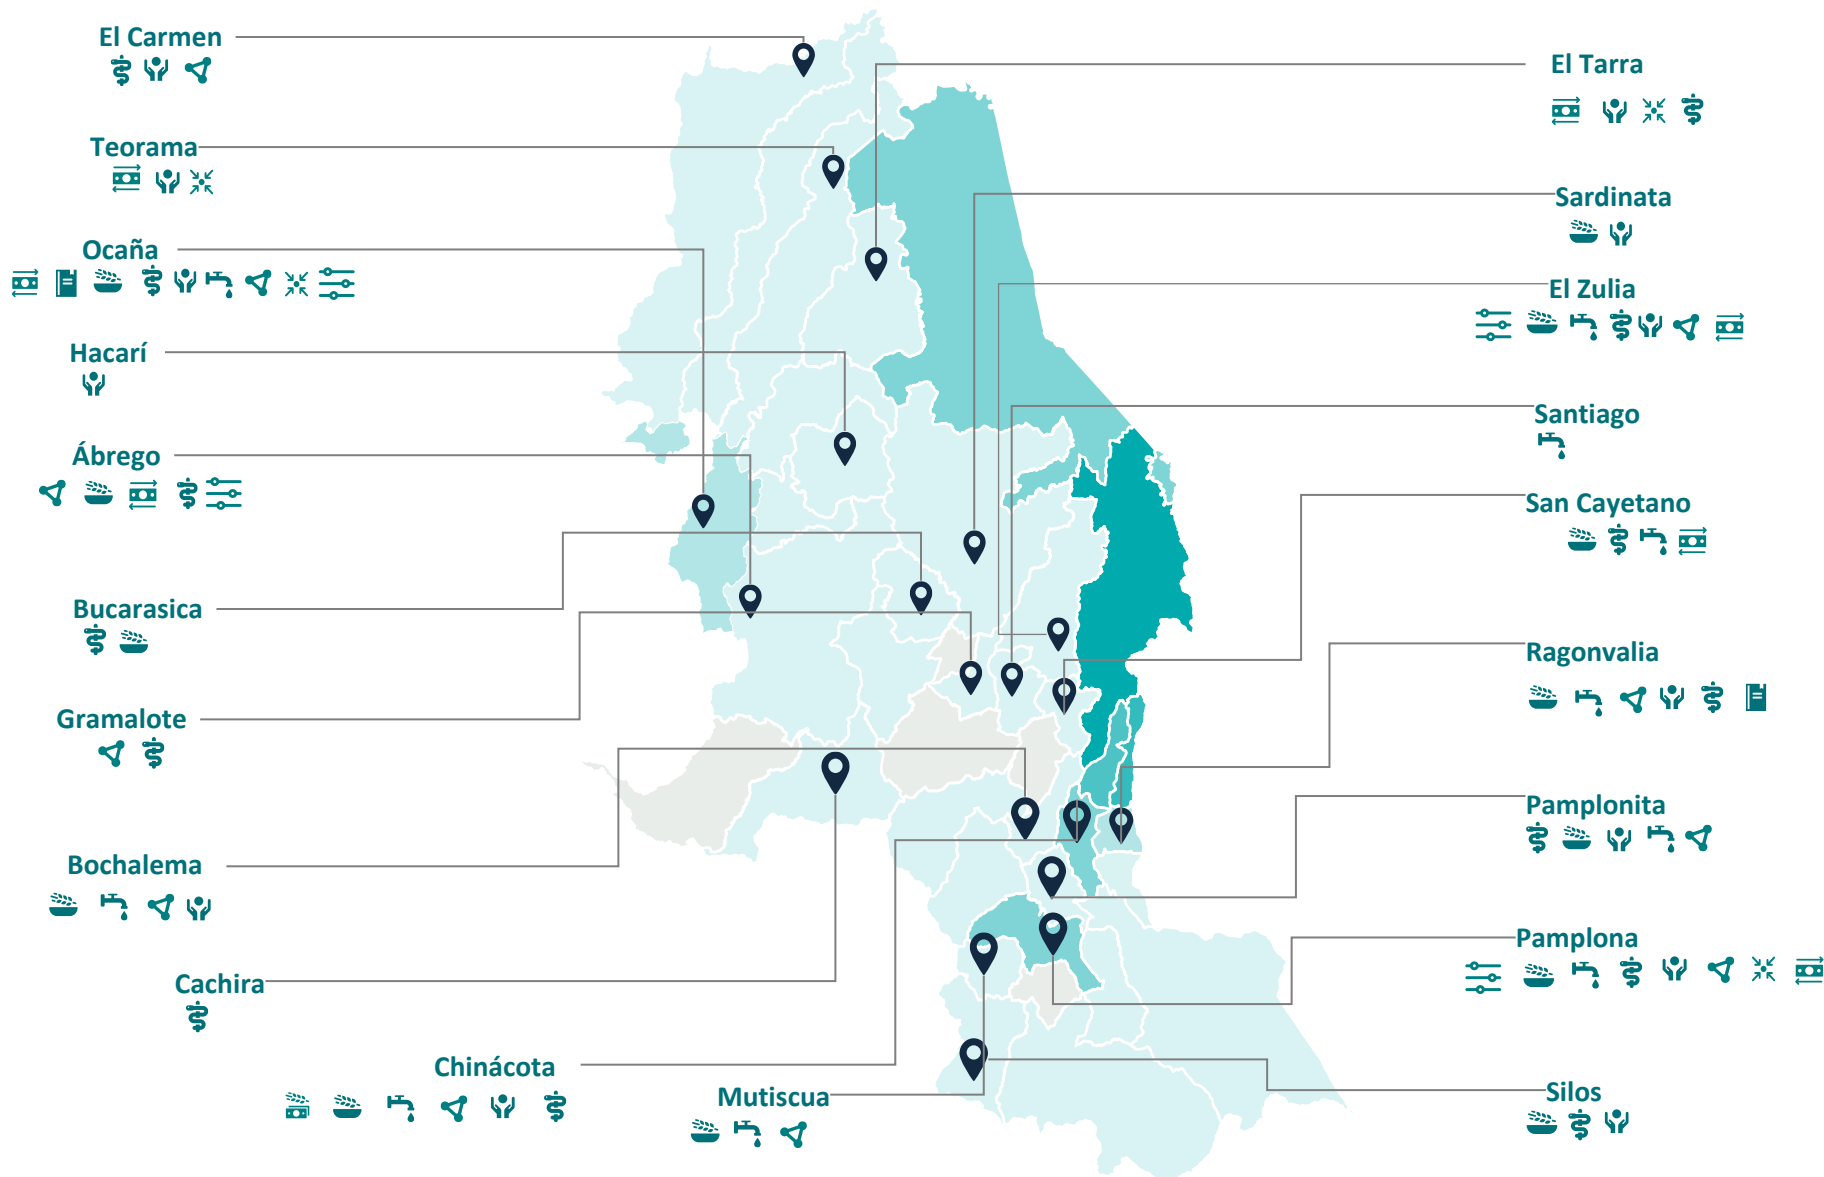 El Carmen
Teorama
Ocaña
Hacarí
Ábrego
Bucarasica
Gramalote
Bochalema
Cachira
Chinácota
Mutiscua
El Tarra
Sardinata
El Zulia
Santiago
San Cayetano
Ragonvalia
Pamplonita
Pamplona
Silos